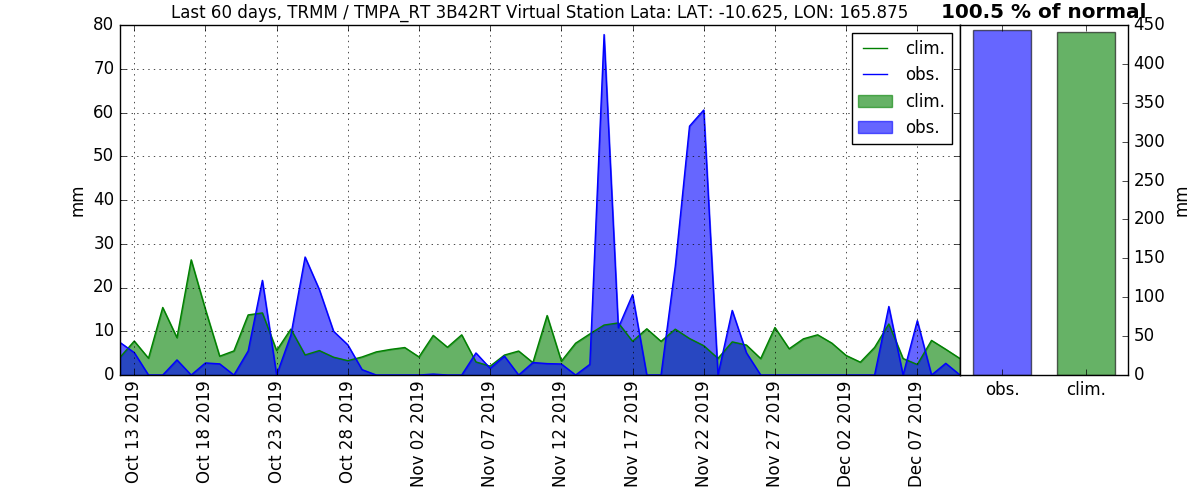 Last 60 days, TRMM / TMPA_RT 3B42RT Virtual Station Lata: LAT: -10.625, LON: 165.875
100.5 % of normal
80
70
60
50
40
30
20
10
0
mm
clim.
obs.
clim.
obs.
450
400
350
300
250
200
150
100
50
0
mm
obs.
clim.
Oct 13 2019
Oct 18 2019
Oct 23 2019
Oct 28 2019
Nov 02 2019
Nov 07 2019
Nov 12 2019
Nov 17 2019
Nov 22 2019
Nov 27 2019
Dec 02 2019
Dec 07 2019